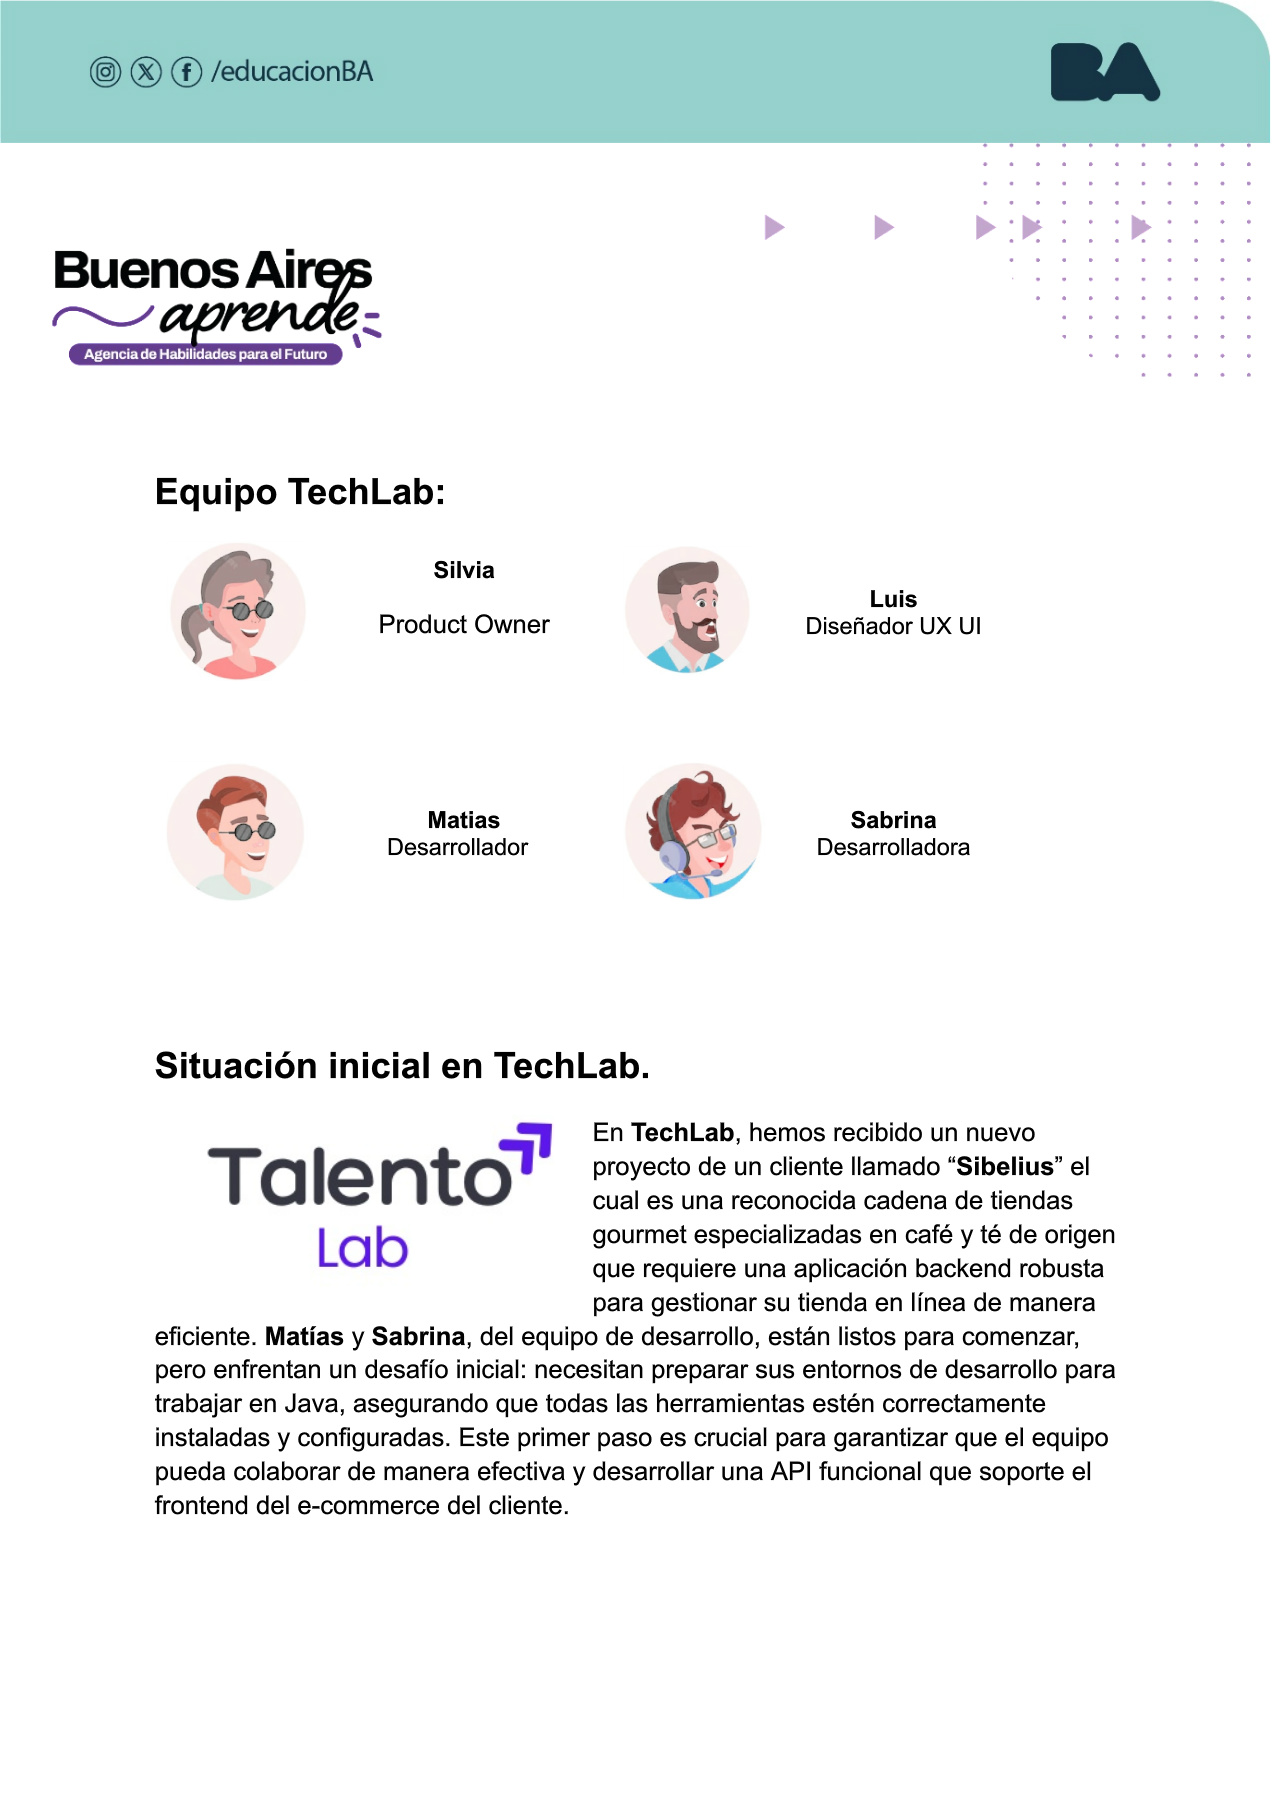 /educacionBA
BA
Buenos Aires
aprende
Agencia de Habilidades para el Futuro
Equipo TechLab:
Silvia
Product Owner
Luis
Diseñador UX UI
Matias
Desarrollador
Sabrina
Desarrolladora
Situación inicial en TechLab.
Talento
Lab
En TechLab, hemos recibido un nuevo
proyecto de un cliente llamado “Sibelius” el
cual es una reconocida cadena de tiendas
gourmet especializadas en café y té de origen
que requiere una aplicación backend robusta
para gestionar su tienda en línea de manera
eficiente. Matías y Sabrina, del equipo de desarrollo, están listos para comenzar,
pero enfrentan un desafío inicial: necesitan preparar sus entornos de desarrollo para
trabajar en Java, asegurando que todas las herramientas estén correctamente
instaladas y configuradas. Este primer paso es crucial para garantizar que el equipo
pueda colaborar de manera efectiva y desarrollar una API funcional que soporte el
frontend del e-commerce del cliente.